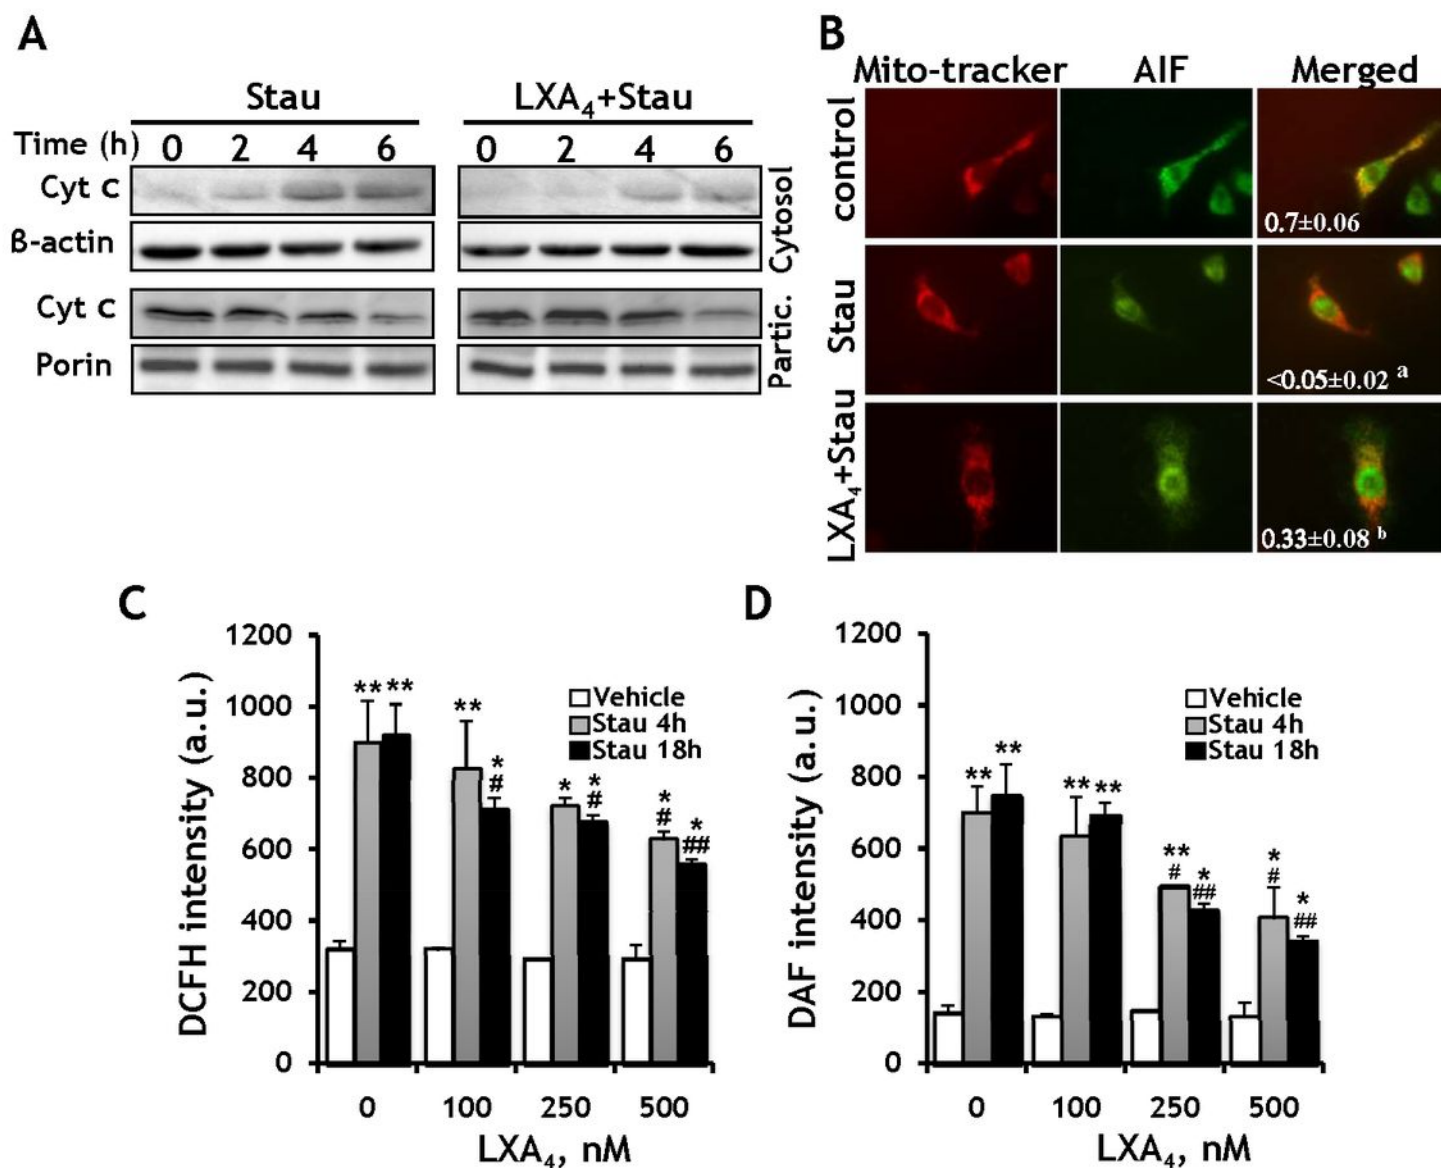 A
Stau
LXA₄+Stau
Time (h) 0 2 4 6 0 2 4 6
Cyt C
β-actin
Cytosol
Cyt C
Porin
Partic.
B
Mito-tracker AIF Merged
control
0.7±0.06
Stau
<0.05±0.02 a
LXA₄+Stau
0.33±0.08 b
C
DCFH intensity (a.u.)
1200
1000
800
600
400
200
0
Vehicle
Stau 4h
Stau 18h
** **
**
*
#
*
*
#
*
#
*
##
0 100 250 500
LXA₄, nM
D
DAF intensity (a.u.)
1200
1000
800
600
400
200
0
Vehicle
Stau 4h
Stau 18h
** **
** **
**
#
*
##
*
#
*
##
0 100 250 500
LXA₄, nM